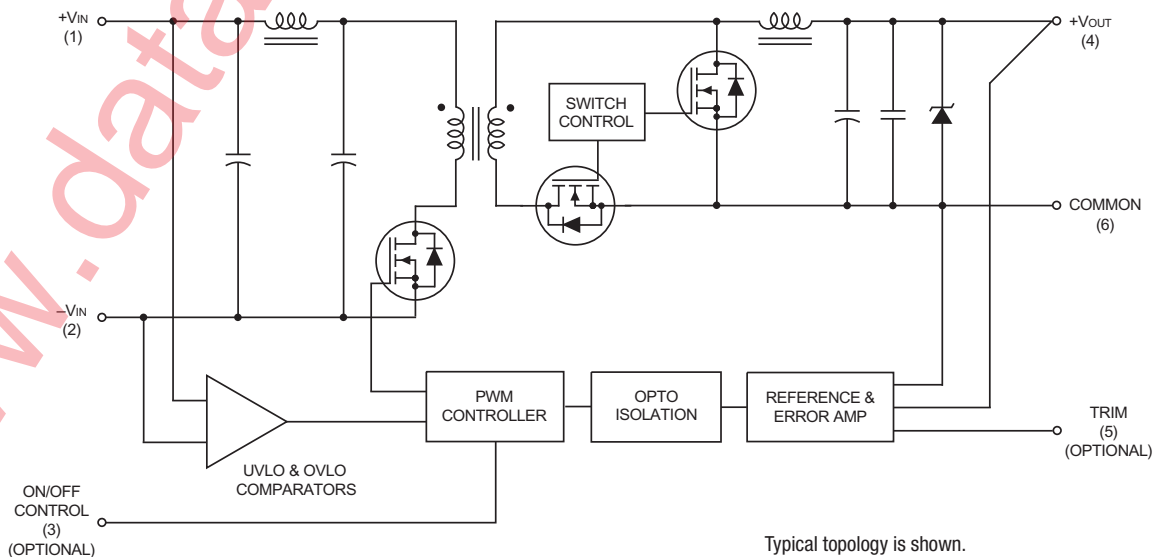 +VIN
(1)
+VOUT
(4)
SWITCH
CONTROL
COMMON
(6)
–VIN
(2)
PWM
CONTROLLER
OPTO
ISOLATION
REFERENCE &
ERROR AMP
TRIM
(5)
(OPTIONAL)
UVLO & OVLO
COMPARATORS
ON/OFF
CONTROL
(3)
(OPTIONAL)
Typical topology is shown.
w.data